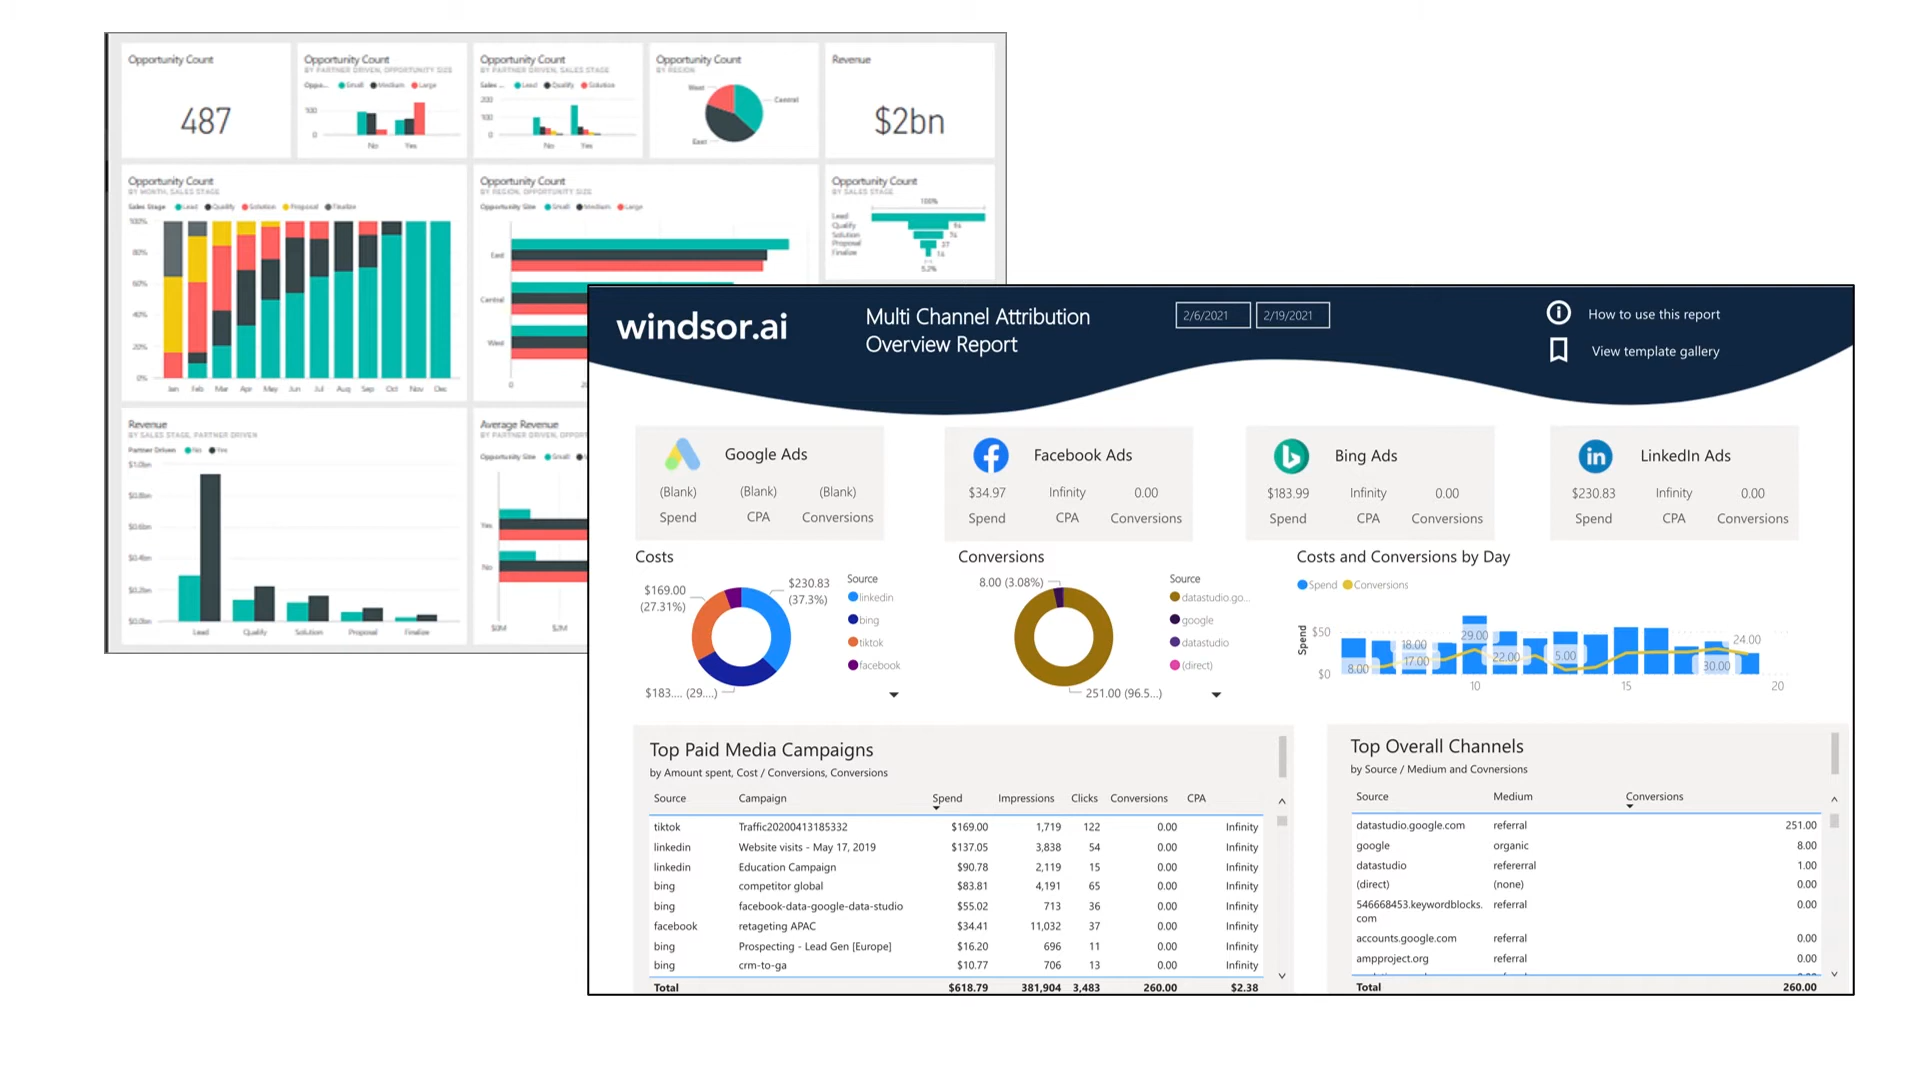 Opportunity Count
487
Opportunity Count
BY PARTNER DRIVEN, OPPORTUNITY SIZE
Oppo... Small Medium Large
100
0
No Yes
Opportunity Count
BY PARTNER DRIVEN, SALES STAGE
Sales ... Lead Qualify Solution
200
100
0
No Yes
Opportunity Count
BY REGION
West
Central
East
Revenue
$2bn
Opportunity Count
BY MONTH, SALES STAGE
Sales Stage Lead Qualify Solution Proposal Finalize
100%
80%
60%
40%
20%
0%
Jan Feb Mar Apr May Jun Jul Aug Sep Oct Nov Dec
Opportunity Count
BY REGION, OPPORTUNITY SIZE
Opportunity Size Small Medium Large
East
Central
West
0
Opportunity Count
BY SALES STAGE
100%
Lead
Qualify 94
Solution 74
Proposal 37
Finalize 14
5.2%
Revenue
BY SALES STAGE, PARTNER DRIVEN
Partner Driven No Yes
$1.0bn
$0.8bn
$0.6bn
$0.4bn
$0.2bn
$0.0bn
Lead Qualify Solution Proposal Finalize
Average Revenue
BY PARTNER DRIVEN, OPPORT
Opportunity Size Small
Yes
No
$0M $2M
windsor.ai
Multi Channel Attribution
Overview Report
2/6/2021 2/19/2021
How to use this report
View template gallery
Google Ads
(Blank) (Blank) (Blank)
Spend CPA Conversions
Facebook Ads
$34.97 Infinity 0.00
Spend CPA Conversions
Bing Ads
$183.99 Infinity 0.00
Spend CPA Conversions
LinkedIn Ads
$230.83 Infinity 0.00
Spend CPA Conversions
Costs
$169.00
(27.31%)
$230.83
(37.3%)
$183.... (29....)
Source
linkedin
bing
tiktok
facebook
Conversions
8.00 (3.08%)
251.00 (96.5...)
Source
datastudio.go...
google
datastudio
(direct)
Costs and Conversions by Day
Spend Conversions
Spend
$50
$0
8.00 18.00 17.00 29.00 22.00 5.00 30.00 24.00
10 15 20
Top Paid Media Campaigns
by Amount spent, Cost / Conversions, Conversions
Source Campaign Spend Impressions Clicks Conversions CPA
tiktok Traffic20200413185332 $169.00 1,719 122 0.00 Infinity
linkedin Website visits - May 17, 2019 $137.05 3,838 54 0.00 Infinity
linkedin Education Campaign $90.78 2,119 15 0.00 Infinity
bing competitor global $83.81 4,191 65 0.00 Infinity
bing facebook-data-google-data-studio $55.02 713 36 0.00 Infinity
facebook retageting APAC $34.41 11,032 37 0.00 Infinity
bing Prospecting - Lead Gen [Europe] $16.20 696 11 0.00 Infinity
bing crm-to-ga $10.77 706 13 0.00 Infinity
Total $618.79 381,904 3,483 260.00 $2.38
Top Overall Channels
by Source / Medium and Covnersions
Source Medium Conversions
datastudio.google.com referral 251.00
google organic 8.00
datastudio refererral 1.00
(direct) (none) 0.00
546668453.keywordblocks. referral 0.00
com
accounts.google.com referral 0.00
ampproject.org referral 0.00
Total 260.00